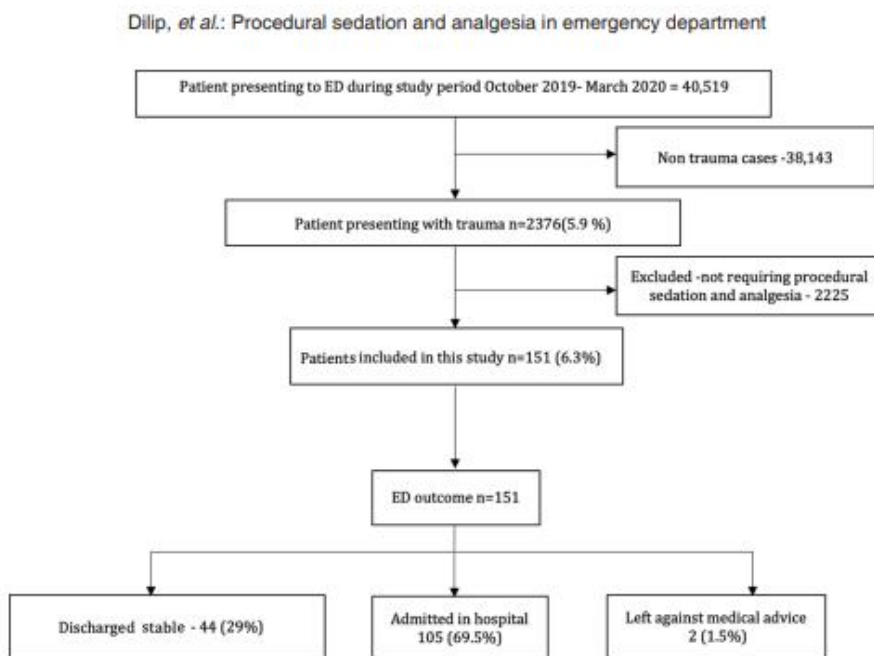 Dilip, et al.: Procedural sedation and analgesia in emergency department
Patient presenting to ED during study period October 2019- March 2020 = 40,519
Non trauma cases -38,143
Patient presenting with trauma n=2376(5.9 %)
Excluded -not requiring procedural
sedation and analgesia - 2225
Patients included in this study n=151 (6.3%)
ED outcome n=151
Discharged stable - 44 (29%)
Admitted in hospital
105 (69.5%)
Left against medical advice
2 (1.5%)